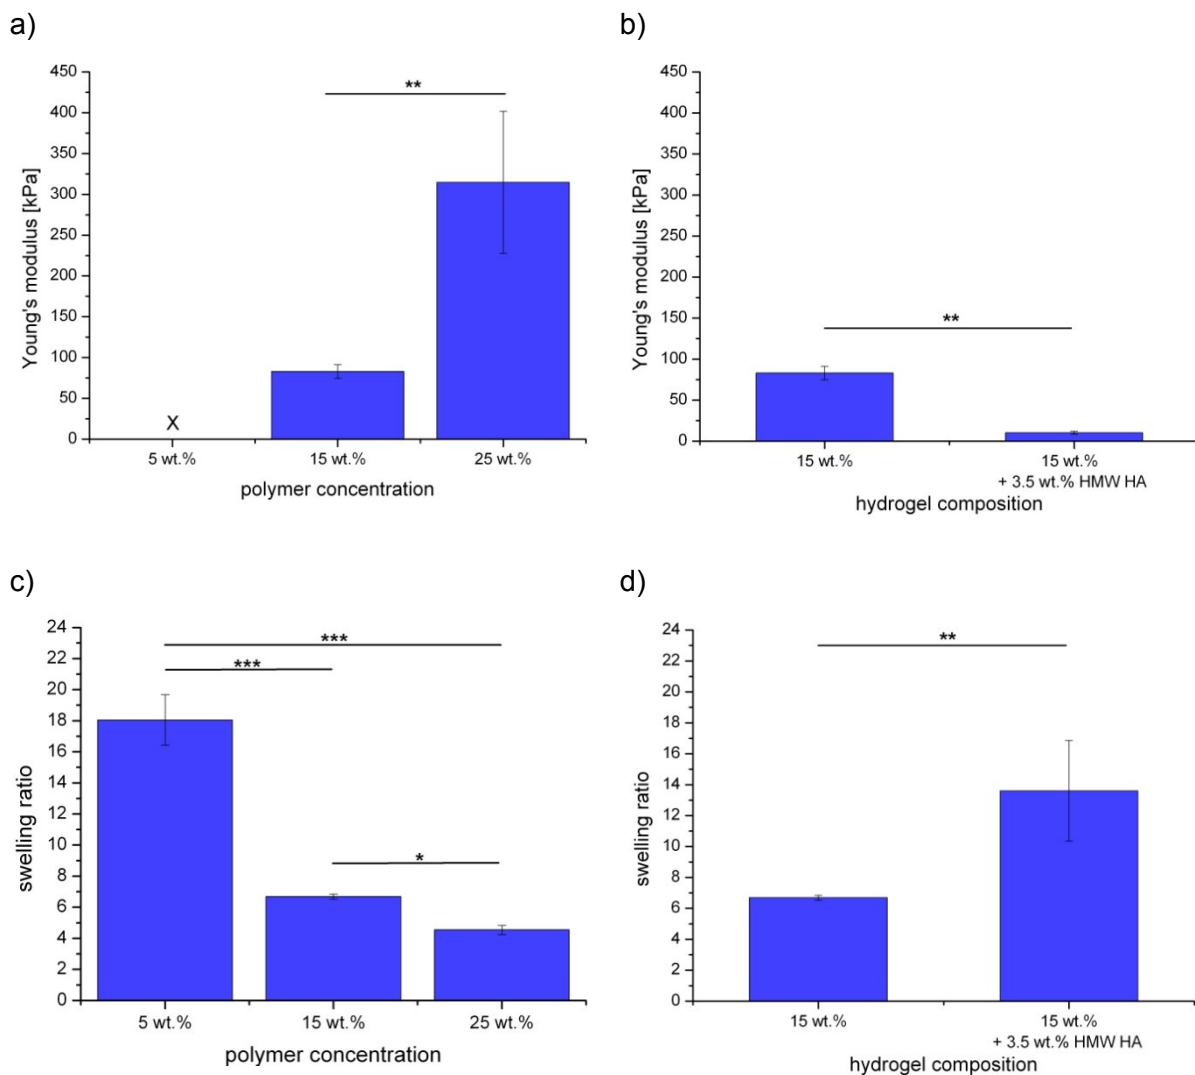 a)
450
400
350
300
250
200
150
100
50
0
Young's modulus [kPa]
**
X
5 wt.%
15 wt.%
25 wt.%
polymer concentration
b)
450
400
350
300
250
200
150
100
50
0
Young's modulus [kPa]
**
15 wt.%
15 wt.%
+ 3.5 wt.% HMW HA
hydrogel composition
c)
24
22
20
18
16
14
12
10
8
6
4
2
0
swelling ratio
***
***
*
5 wt.%
15 wt.%
25 wt.%
polymer concentration
d)
24
22
20
18
16
14
12
10
8
6
4
2
0
swelling ratio
**
15 wt.%
15 wt.%
+ 3.5 wt.% HMW HA
hydrogel composition